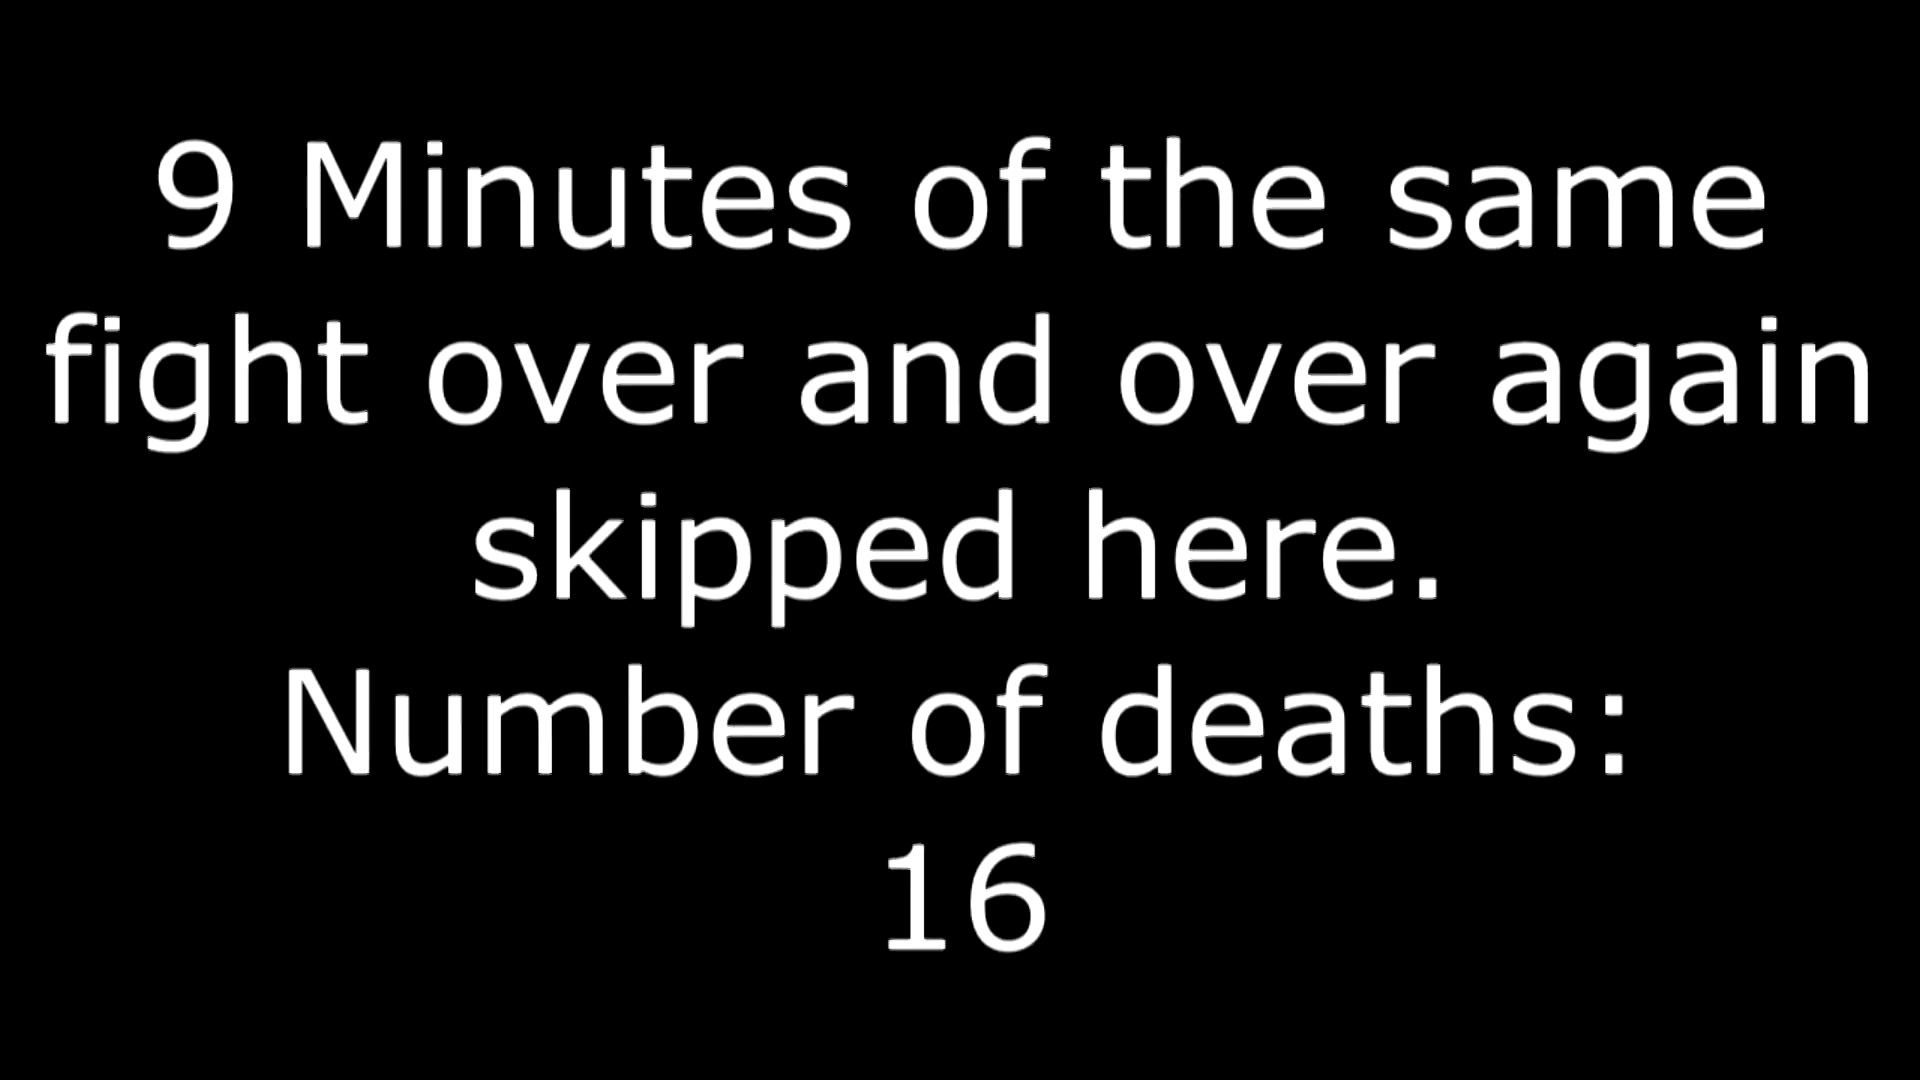 9 Minutes of the same
fight over and over again
skipped here.
Number of deaths:
16